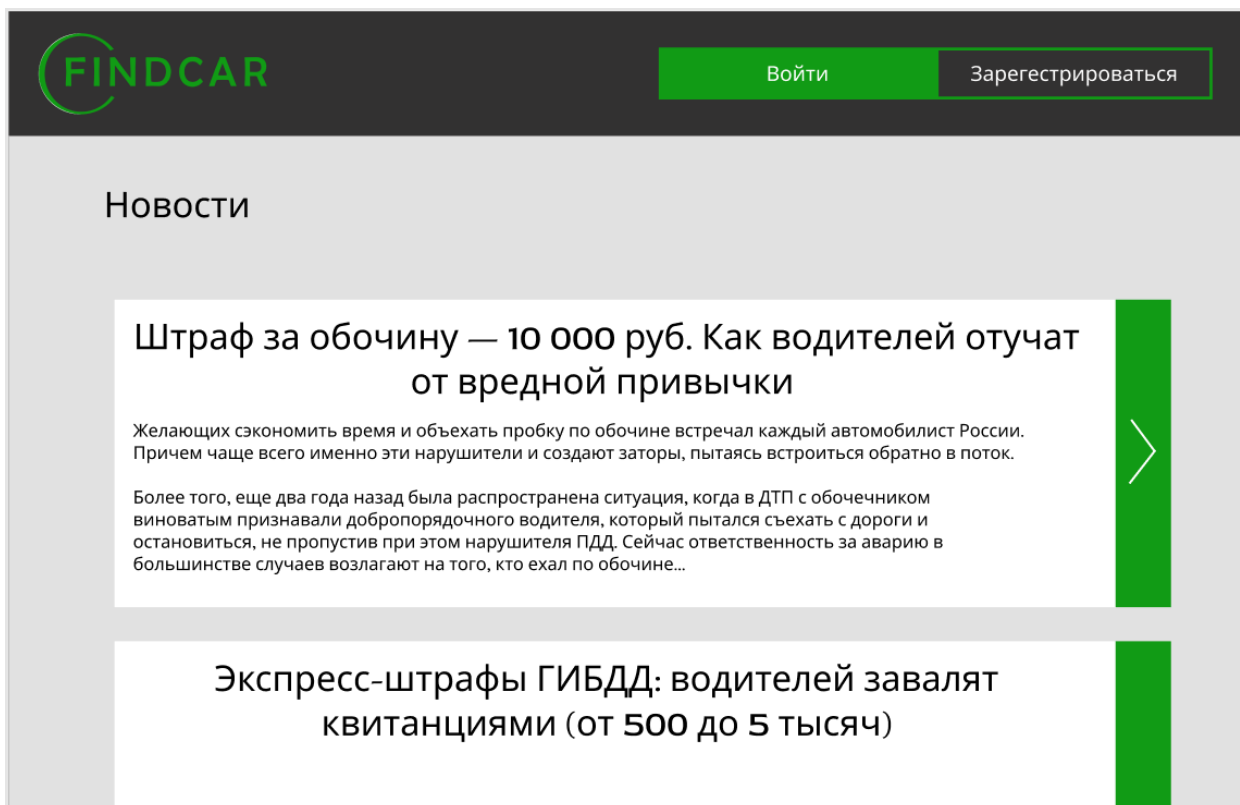 FINDCAR
Войти
Зарегестрироваться
Новости
Штраф за обочину — 10 000 руб. Как водителей отучат
от вредной привычки
Желающих сэкономить время и объехать пробку по обочине встречал каждый автомобилист России.
Причем чаще всего именно эти нарушители и создают заторы, пытаясь встроиться обратно в поток.
Более того, еще два года назад была распространена ситуация, когда в ДТП с обочечником
виноватым признавали добропорядочного водителя, который пытался съехать с дороги и
остановиться, не пропустив при этом нарушителя ПДД. Сейчас ответственность за аварию в
большинстве случаев возлагают на того, кто ехал по обочине...
Экспресс-штрафы ГИБДД: водителей завалят
квитанциями (от 500 до 5 тысяч)